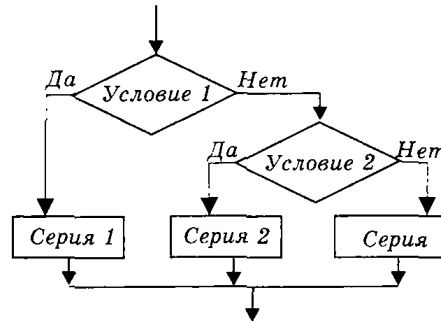 Да
Нет
Условие 1
Да
Нет
Условие 2
Серия 1
Серия 2
Серия